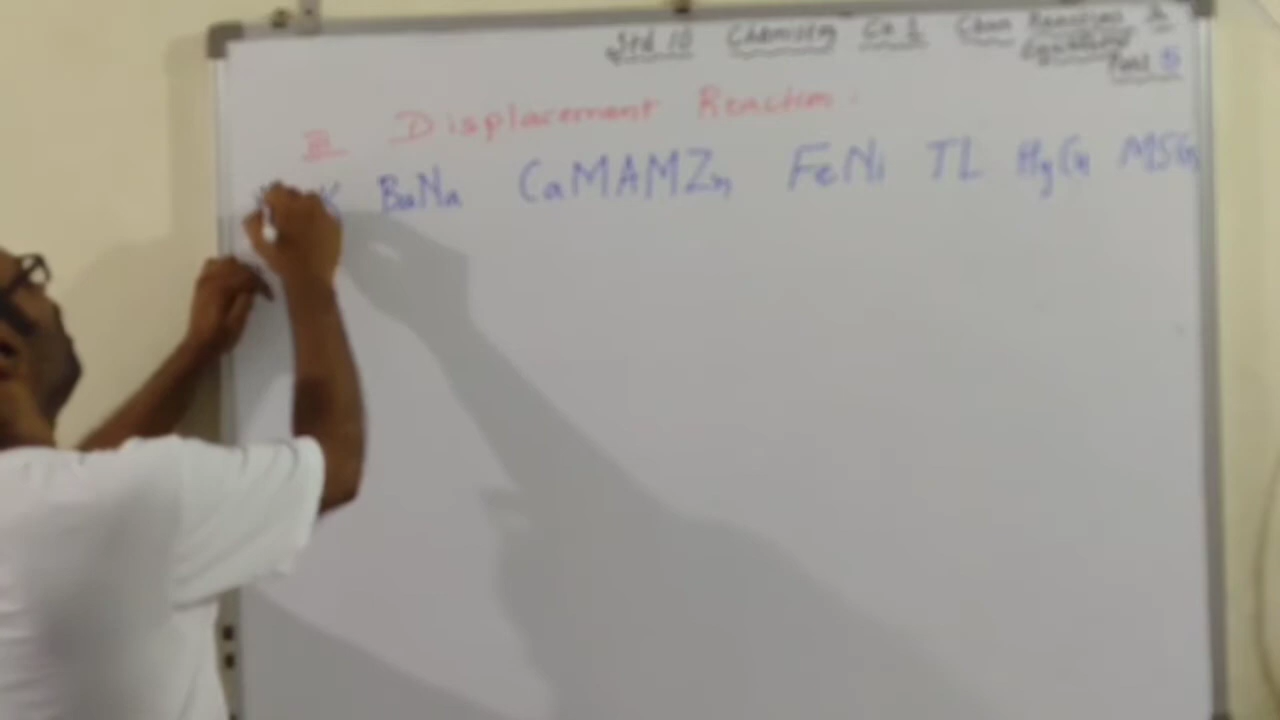 Std 10 Chemistry Ch 1 Chem Reactions &
Equations
Part 5
B Displacement Reaction.
K BaNa CaMAMZn FeNi TL HgCu MSG